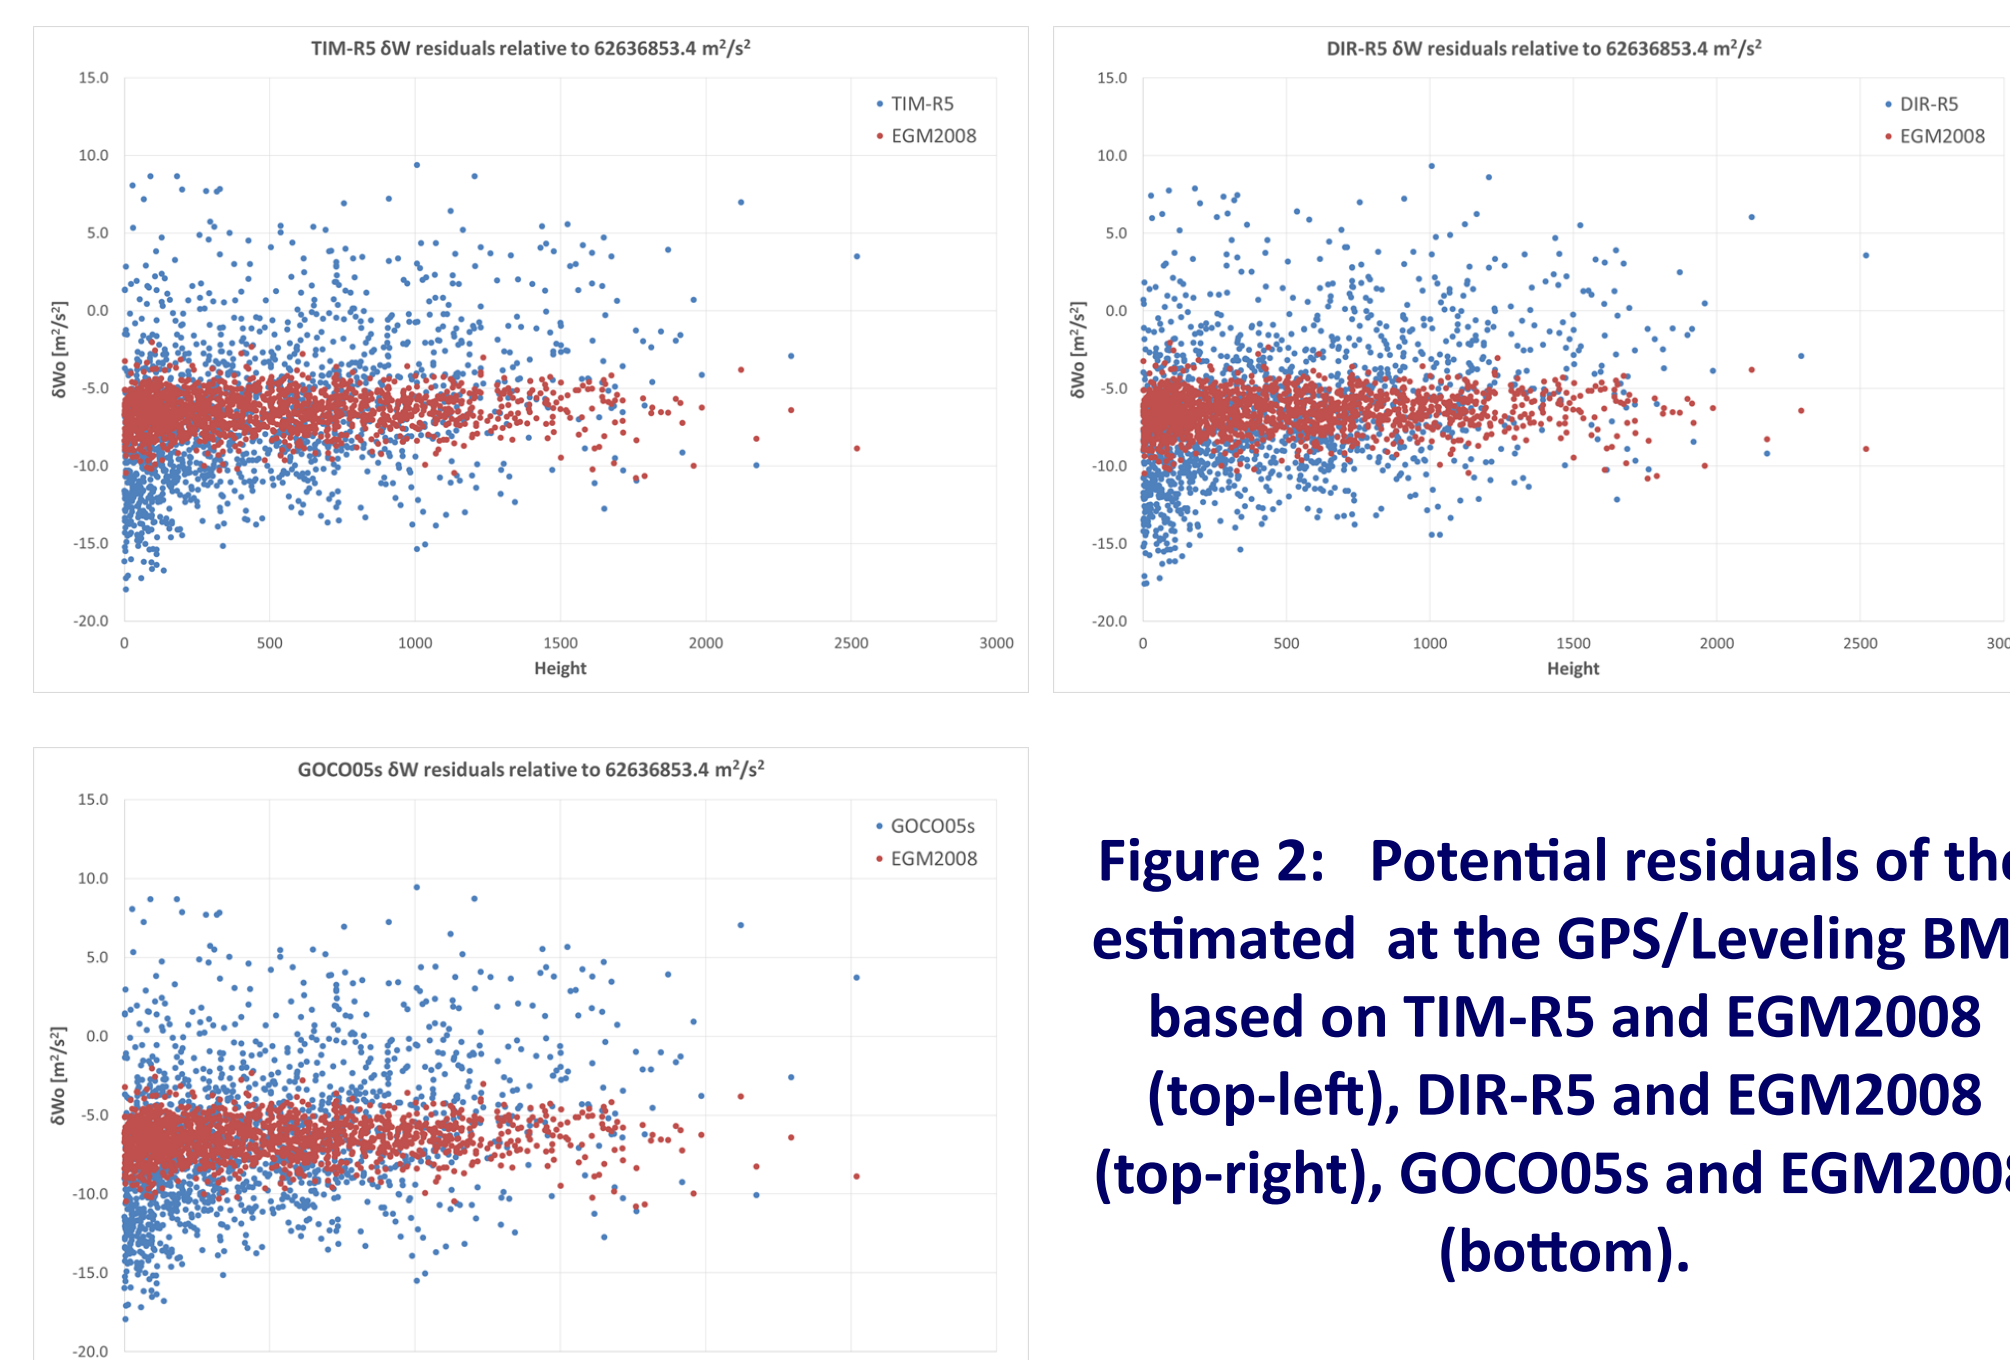 TIM-R5 δW residuals relative to 62636853.4 m²/s²
15.0
10.0
5.0
0.0
-5.0
-10.0
-15.0
-20.0
δWo [m²/s²]
TIM-R5
EGM2008
0 500 1000 1500 2000 2500 3000
Height
DIR-R5 δW residuals relative to 62636853.4 m²/s²
15.0
10.0
5.0
0.0
-5.0
-10.0
-15.0
-20.0
δWo [m²/s²]
DIR-R5
EGM2008
0 500 1000 1500 2000 2500
Height
GOCO05s δW residuals relative to 62636853.4 m²/s²
15.0
10.0
5.0
0.0
-5.0
-10.0
-15.0
-20.0
δWo [m²/s²]
GOCO05s
EGM2008
Figure 2: Potential residuals of the
estimated at the GPS/Leveling BM
based on TIM-R5 and EGM2008
(top-left), DIR-R5 and EGM2008
(top-right), GOCO05s and EGM2008
(bottom).